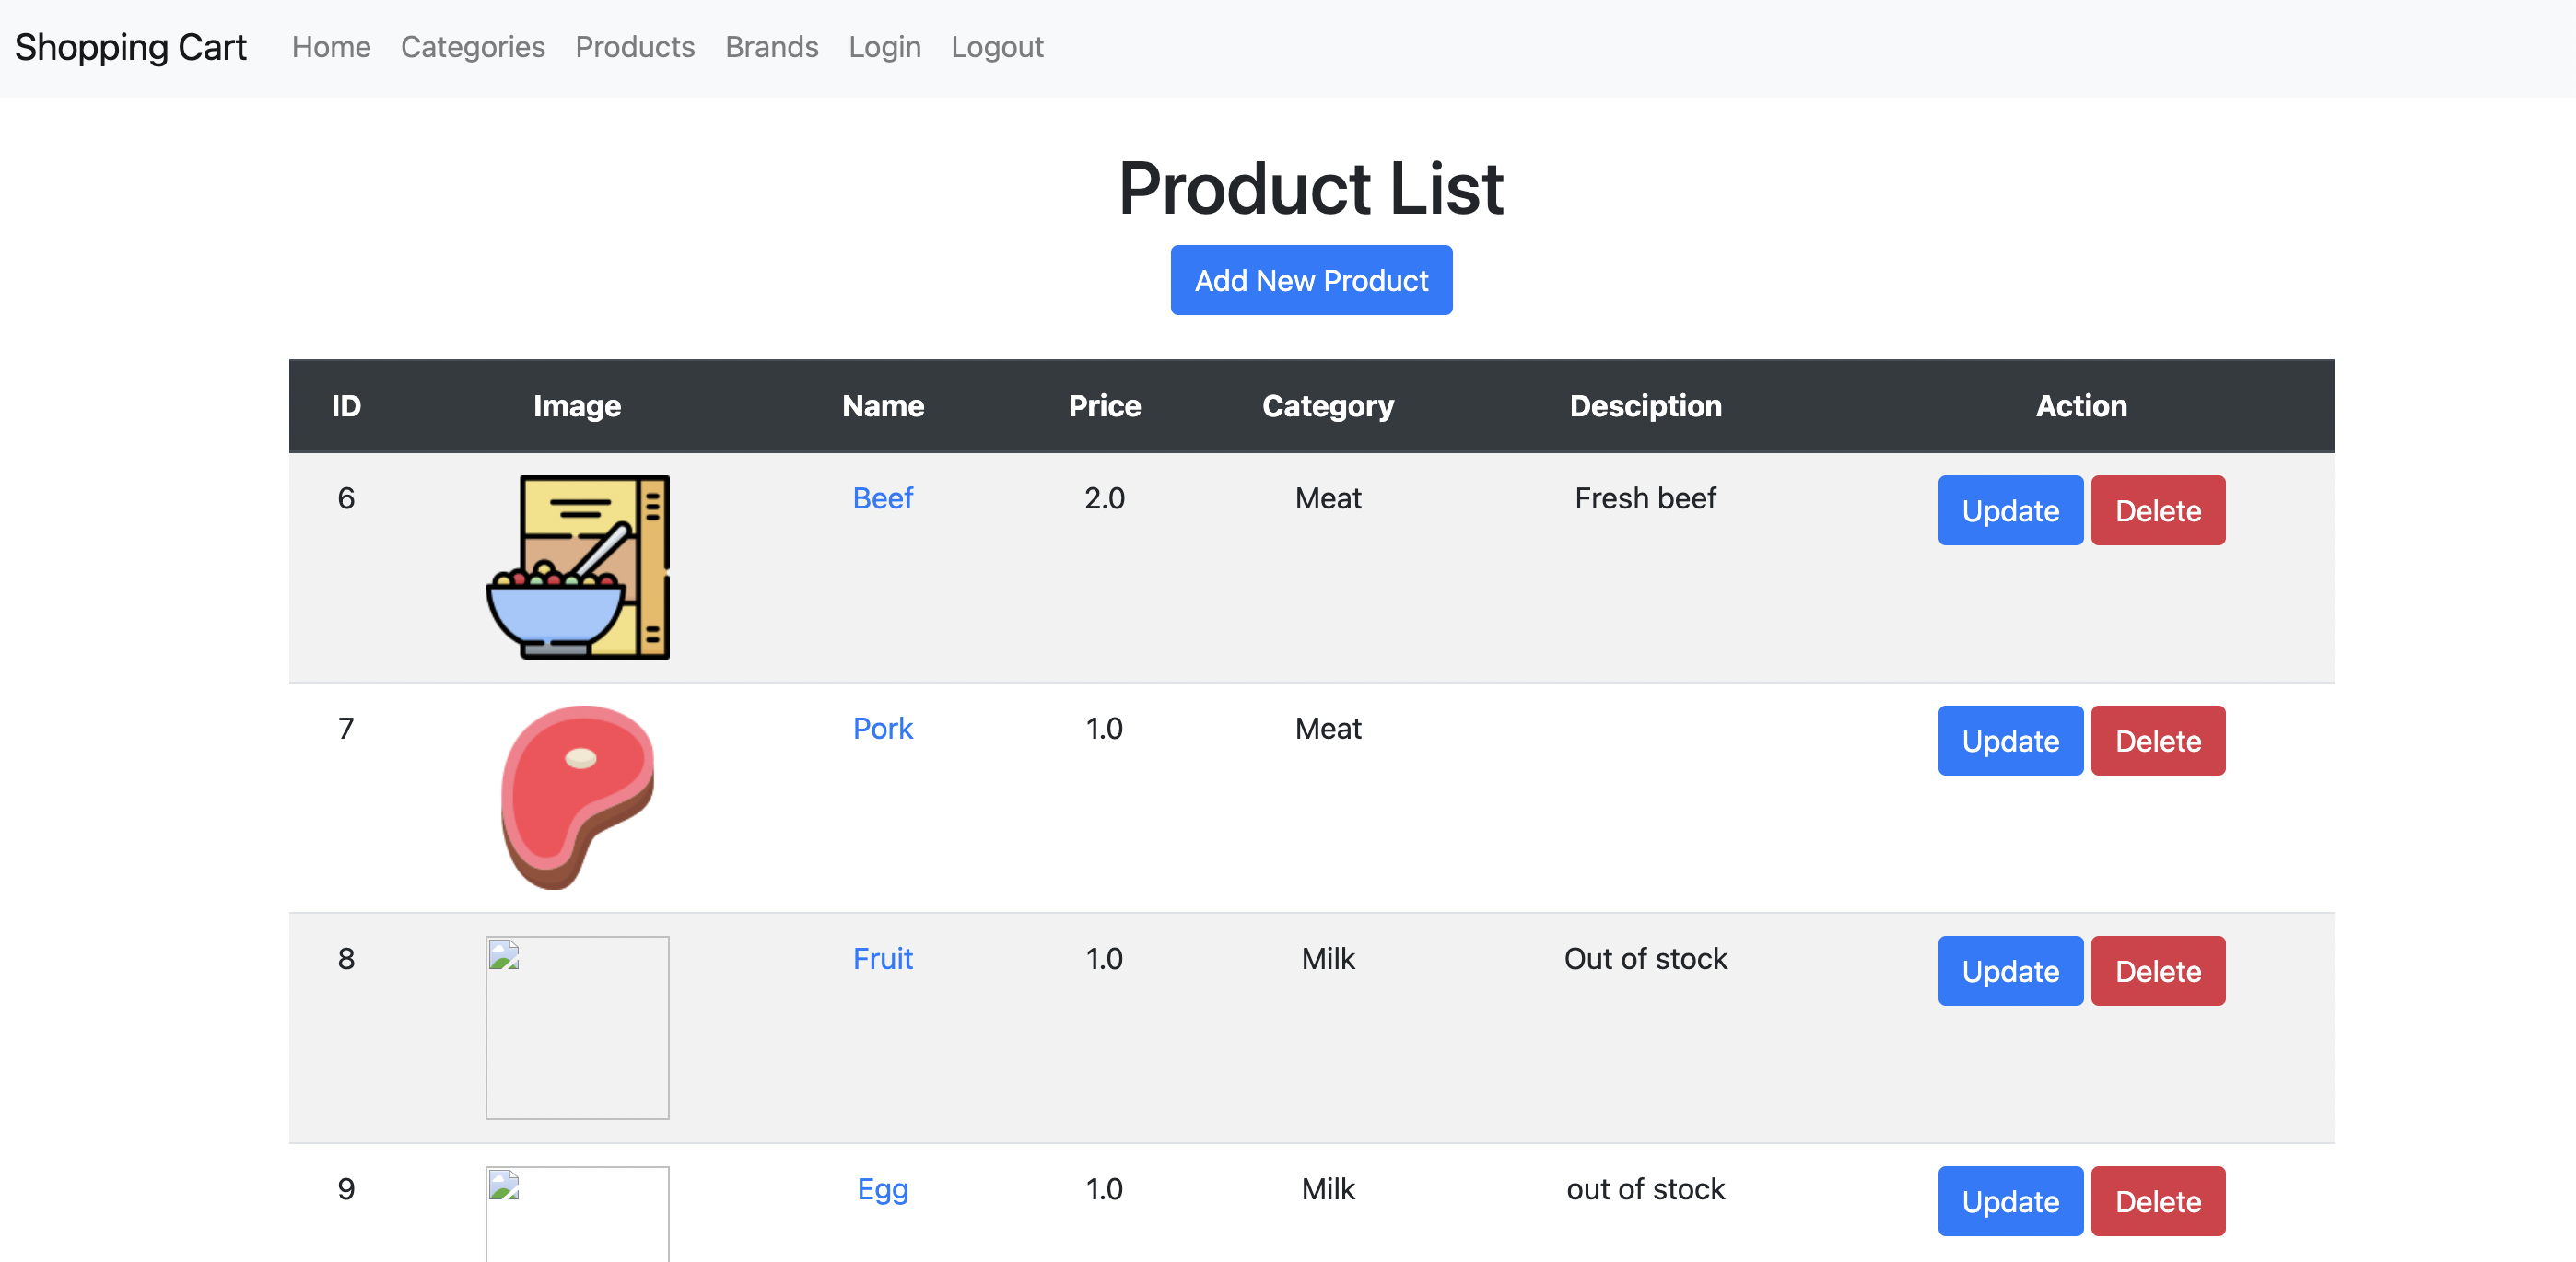 Shopping Cart Home Categories Products Brands Login Logout
Product List
Add New Product
ID Image Name Price Category Desciption Action
6 Beef 2.0 Meat Fresh beef Update Delete
7 Pork 1.0 Meat Update Delete
8 Fruit 1.0 Milk Out of stock Update Delete
9 Egg 1.0 Milk out of stock Update Delete